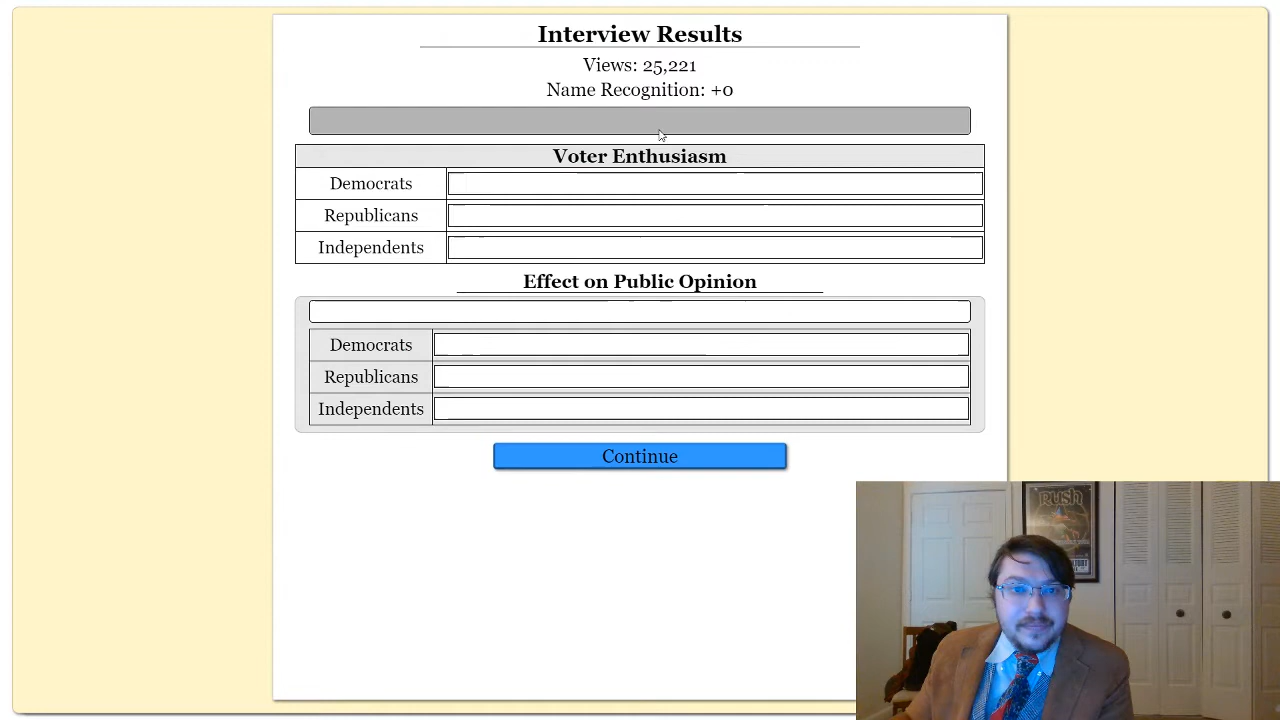 Interview Results
Views: 25,221
Name Recognition: +0
Voter Enthusiasm
Democrats
Republicans
Independents
Effect on Public Opinion
Democrats
Republicans
Independents
Continue
RUSH